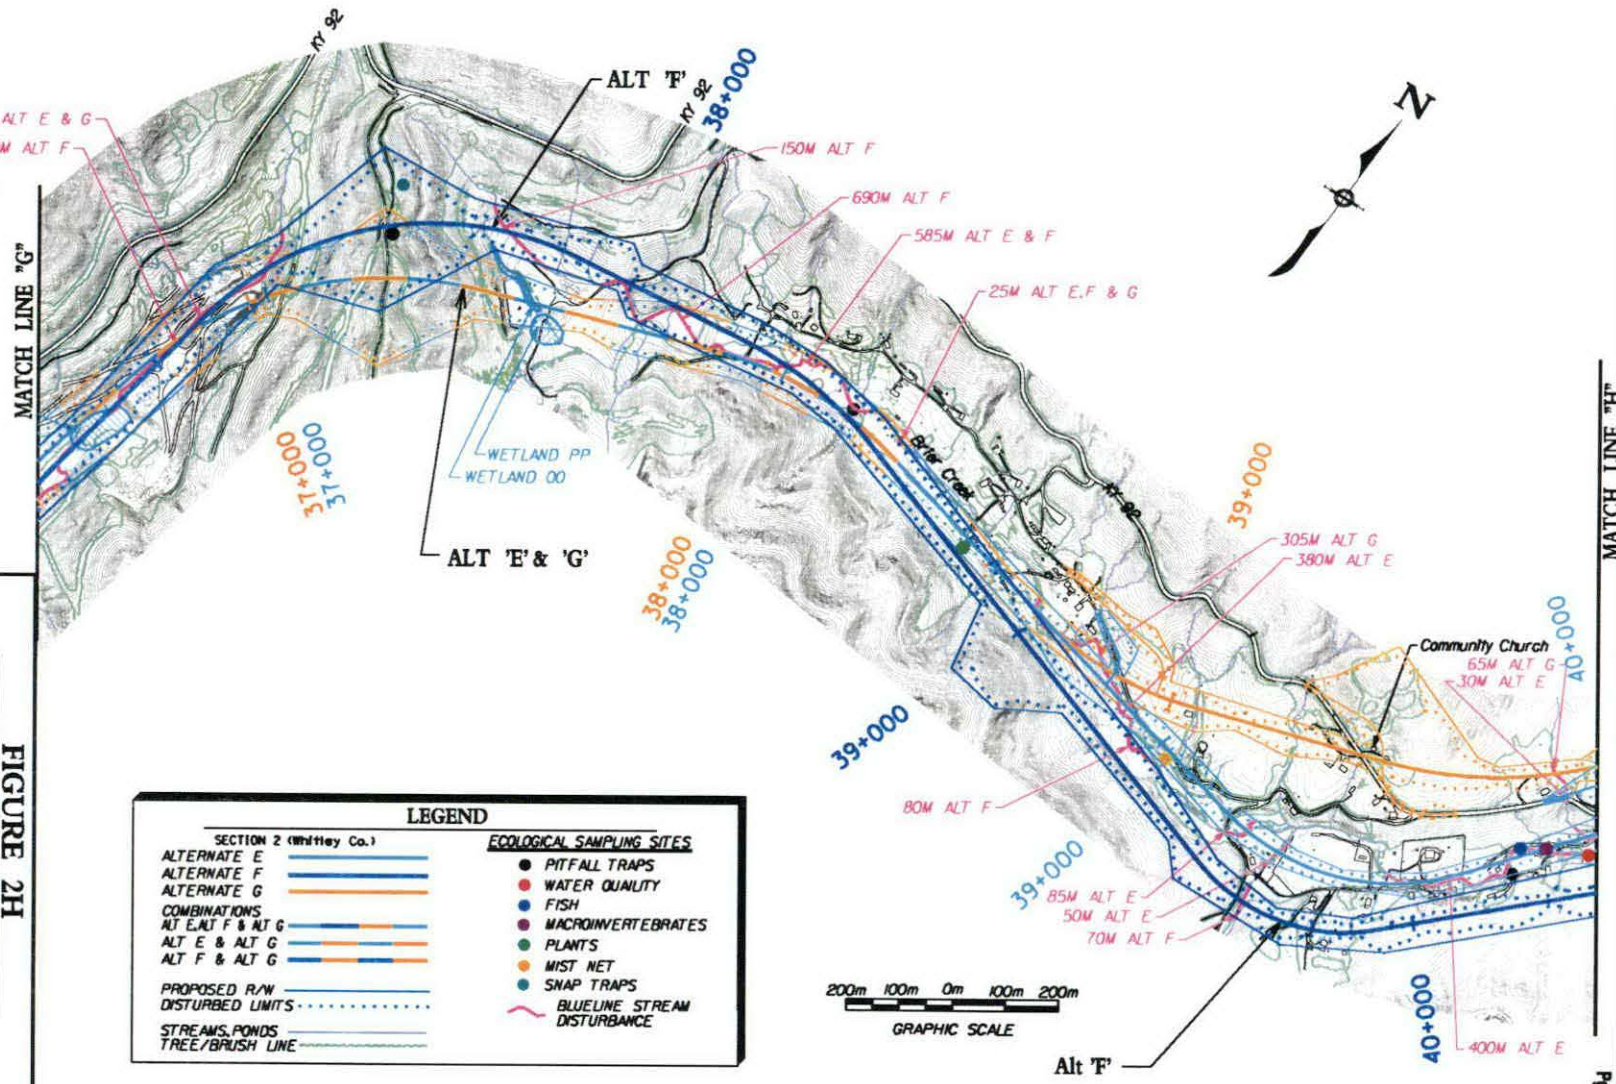 KY 92
ALT 'F'
KY 92
38+000
ALT E & G
M ALT F
150M ALT F
690M ALT F
585M ALT E & F
25M ALT E,F & G
N
MATCH LINE "G"
MATCH LINE "H"
37+000
37+000
WETLAND PP
WETLAND OO
ALT 'E' & 'G'
38+000
38+000
Brier Creek
KY 92
39+000
305M ALT G
380M ALT E
Community Church
65M ALT G
30M ALT E
40+000
39+000
80M ALT F
39+000
85M ALT E
50M ALT E
70M ALT F
40+000
400M ALT E
Alt 'F'
FIGURE 2H
LEGEND
SECTION 2 (Whitley Co.)
ALTERNATE E
ALTERNATE F
ALTERNATE G
COMBINATIONS
ALT E,ALT F & ALT G
ALT E & ALT G
ALT F & ALT G
PROPOSED R/W
DISTURBED LIMITS
STREAMS, PONDS
TREE/BRUSH LINE
ECOLOGICAL SAMPLING SITES
PITFALL TRAPS
WATER QUALITY
FISH
MACROINVERTEBRATES
PLANTS
MIST NET
SNAP TRAPS
BLUELINE STREAM
DISTURBANCE
200m 100m 0m 100m 200m
GRAPHIC SCALE